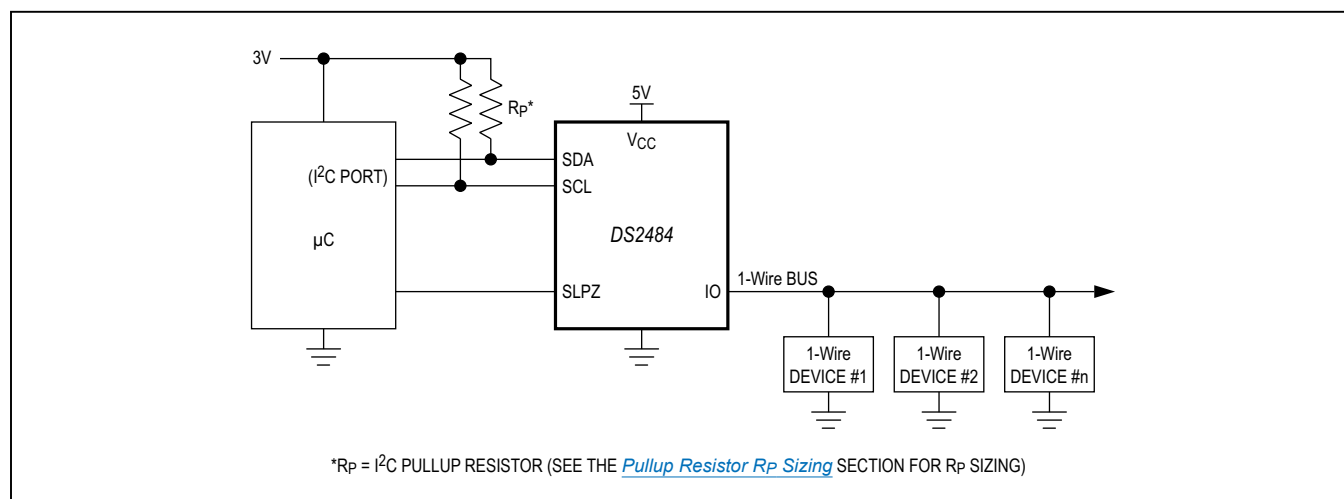 3V
RP*
5V
VCC
SDA
(I2C PORT)
SCL
µC
DS2484
1-Wire BUS
SLPZ
IO
1-Wire DEVICE #1
1-Wire DEVICE #2
1-Wire DEVICE #n
*RP = I2C PULLUP RESISTOR (SEE THE Pullup Resistor RP Sizing SECTION FOR RP SIZING)